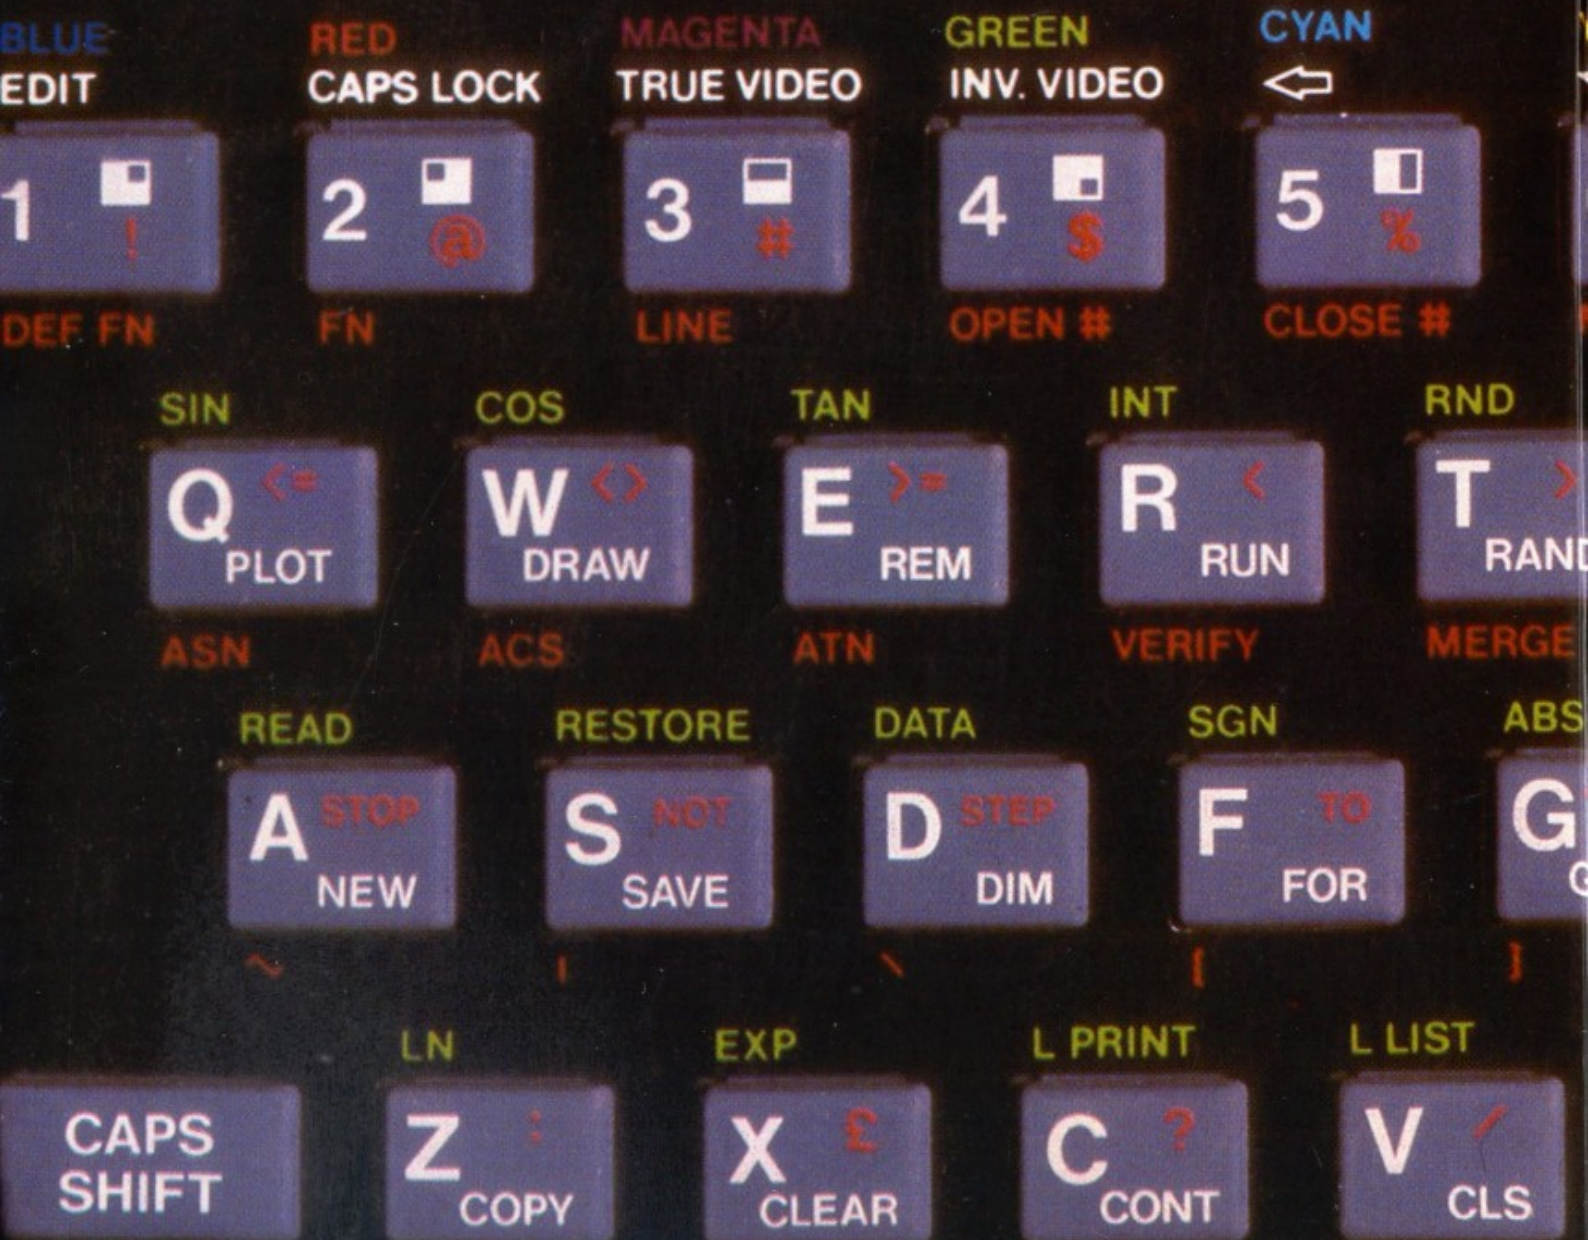 BLUE RED MAGENTA GREEN CYAN
EDIT CAPS LOCK TRUE VIDEO INV. VIDEO
1 2 3 4 5
! @ # $ %
DEF FN FN LINE OPEN # CLOSE #
SIN COS TAN INT RND
Q <= W <> E >= R < T >
PLOT DRAW REM RUN RAND
ASN ACS ATN VERIFY MERGE
READ RESTORE DATA SGN ABS
A STOP S NOT D STEP F TO G
NEW SAVE DIM FOR
~ | \ [ ]
LN EXP L PRINT L LIST
CAPS Z : X £ C ? V /
SHIFT COPY CLEAR CONT CLS